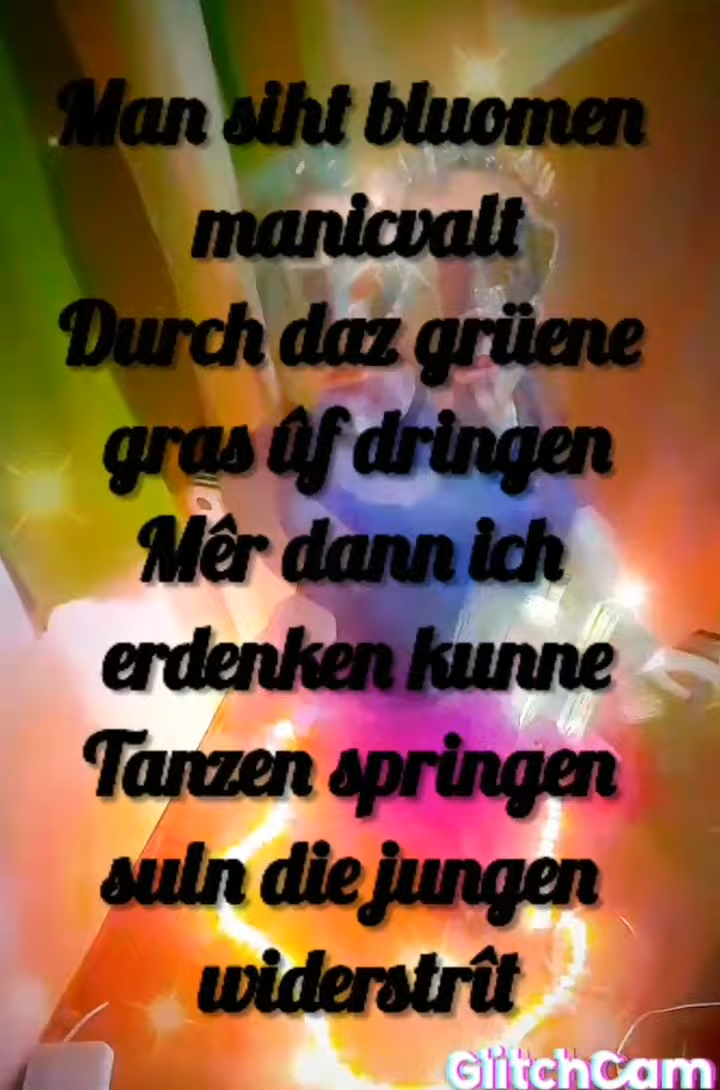 Man siht bluomen
manicvalt
Durch daz grüene
gras ûf dringen
Mêr dann ich
erdenken kunne
Tanzen springen
suln die jungen
widerstrît
GlitchCam